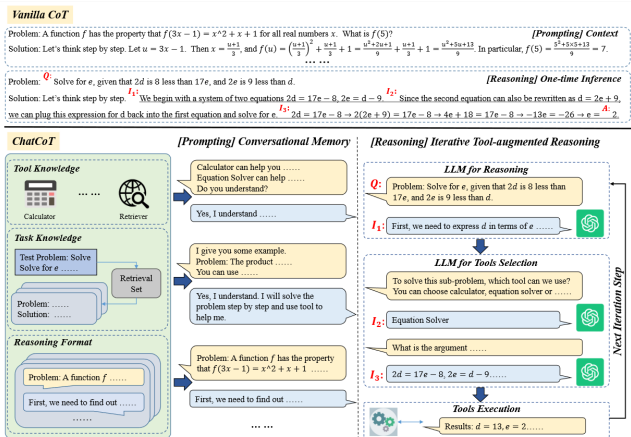 Vanilla CoT
Problem: A function f has the property that f(3x − 1) = x^2 + x + 1 for all real numbers x. What is f(5)?
[Prompting] Context
Solution: Let's think step by step. Let u = 3x − 1. Then x = (u+1)/3, and f(u) = ((u+1)/3)^2 + (u+1)/3 + 1 = (u²+2u+1)/9 + (u+1)/3 + 1 = (u²+5u+13)/9. In particular, f(5) = (5²+5×5+13)/9 = 7.
... ...
Q:
Problem: Solve for e, given that 2d is 8 less than 17e, and 2e is 9 less than d.
[Reasoning] One-time Inference
I₁: I₂:
Solution: Let's think step by step. We begin with a system of two equations 2d = 17e − 8, 2e = d − 9. Since the second equation can also be rewritten as d = 2e + 9,
I₃: A:
we can plug this expression for d back into the first equation and solve for e. 2d = 17e − 8 → 2(2e + 9) = 17e − 8 → 4e + 18 = 17e − 8 → −13e = −26 → e = 2.
ChatCoT
[Prompting] Conversational Memory
[Reasoning] Iterative Tool-augmented Reasoning
Tool Knowledge
... ...
Calculator
Retriever
Calculator can help you ......
Equation Solver can help ......
Do you understand?
Yes, I understand ......
Task Knowledge
Test Problem: Solve
Solve for e ......
Retrieval
Set
Problem: ......
Solution: ......
I give you some example.
Problem: The product ......
You can use ......
Yes, I understand. I will solve the
problem step by step and use tool to
help me.
Reasoning Format
Problem: A function f ......
First, we need to find out ......
......
Problem: A function f has the property
that f(3x − 1) = x^2 + x + 1 ......
First, we need to find out ......
... ...
LLM for Reasoning
Q:
Problem: Solve for e, given that 2d is 8 less than
17e, and 2e is 9 less than d.
I₁:
First, we need to express d in terms of e ......
LLM for Tools Selection
To solve this sub-problem, which tool can we use?
You can choose calculator, equation solver or ......
I₂:
Equation Solver
What is the argument ......
I₃:
2d = 17e − 8, 2e = d − 9......
Tools Execution
Results: d = 13, e = 2......
Next Iteration Step